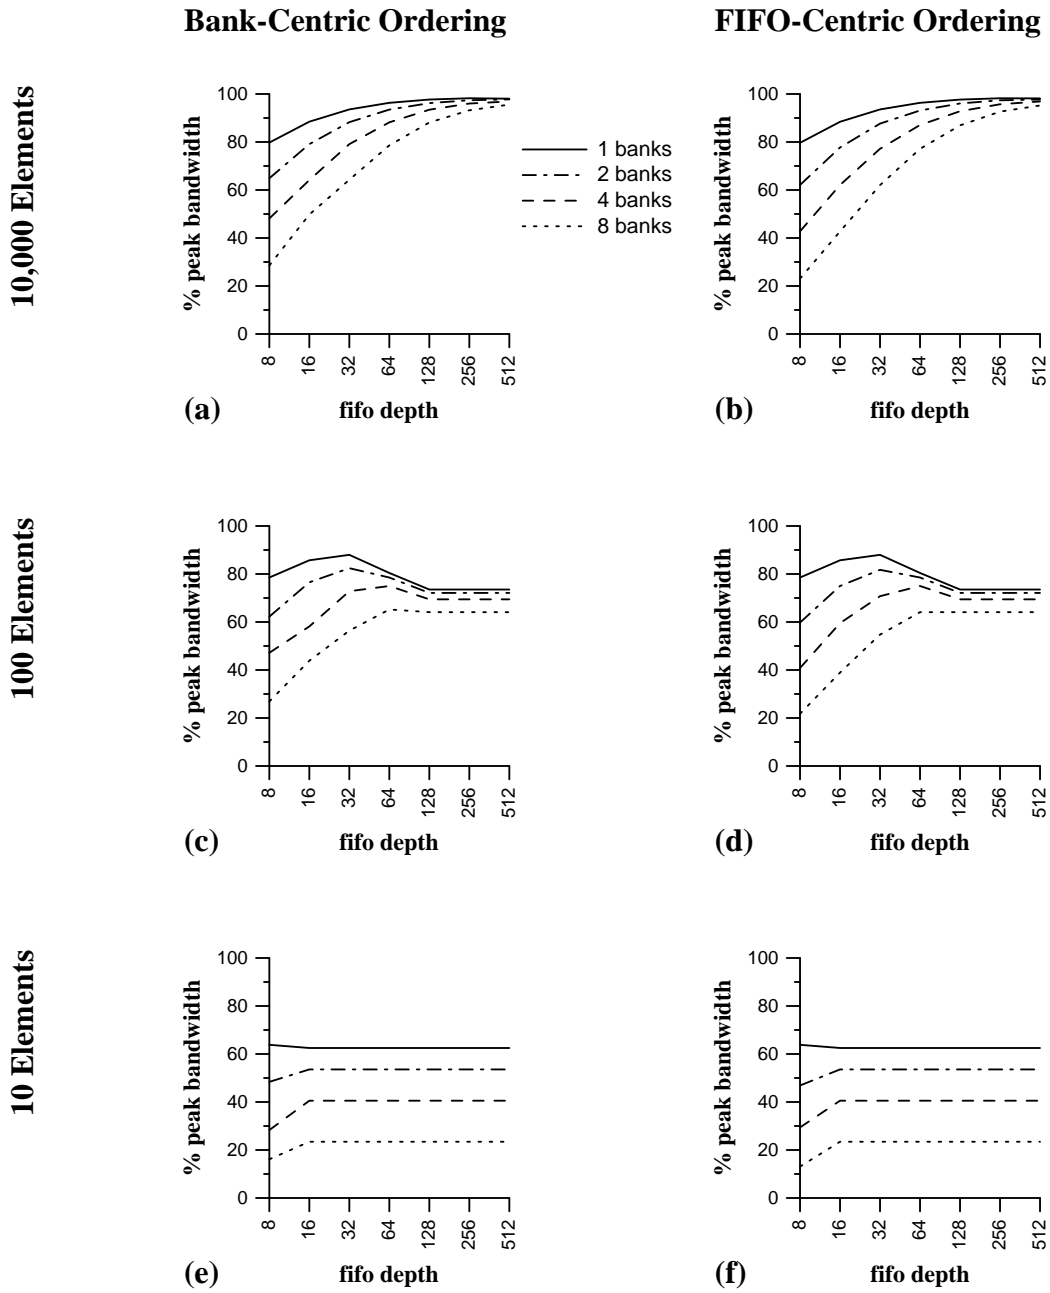 Bank-Centric Ordering
FIFO-Centric Ordering
10,000 Elements
% peak bandwidth
100
80
60
40
20
0
8
16
32
64
128
256
512
(a)
fifo depth
1 banks
2 banks
4 banks
8 banks
% peak bandwidth
100
80
60
40
20
0
8
16
32
64
128
256
512
(b)
fifo depth
100 Elements
% peak bandwidth
100
80
60
40
20
0
8
16
32
64
128
256
512
(c)
fifo depth
% peak bandwidth
100
80
60
40
20
0
8
16
32
64
128
256
512
(d)
fifo depth
10 Elements
% peak bandwidth
100
80
60
40
20
0
8
16
32
64
128
256
512
(e)
fifo depth
% peak bandwidth
100
80
60
40
20
0
8
16
32
64
128
256
512
(f)
fifo depth